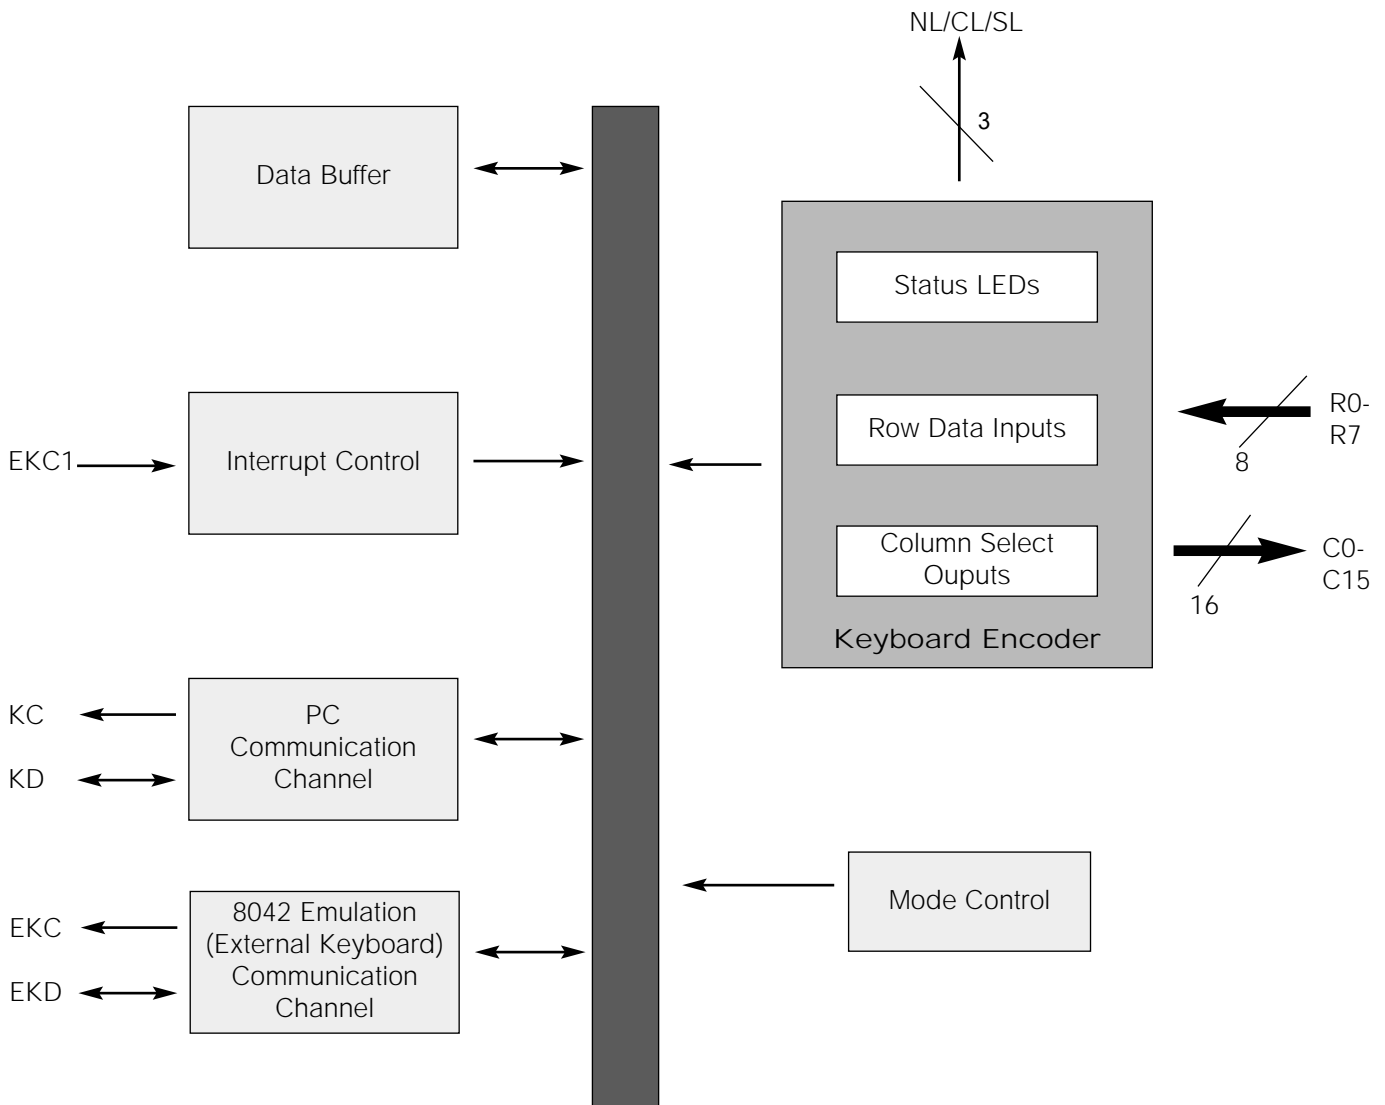 NL/CL/SL
3
Data Buffer
Status LEDs
Row Data Inputs
R0-
R7
8
EKC1
Interrupt Control
Column Select
Ouputs
C0-
C15
16
Keyboard Encoder
KC
KD
PC
Communication
Channel
Mode Control
EKC
EKD
8042 Emulation
(External Keyboard)
Communication
Channel